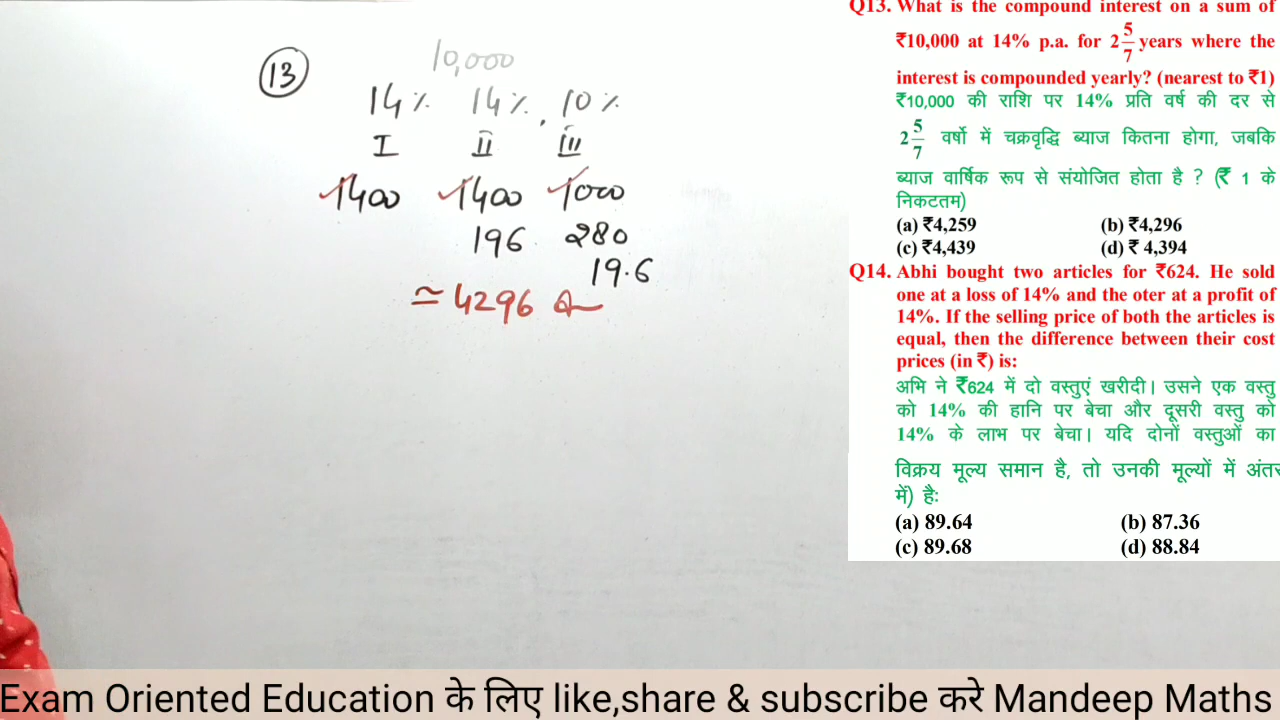 13
10,000
14% 14%, 10%
I II III
1400 1400 1000
196 280
19.6
≃ 4296
Q13. What is the compound interest on a sum of
₹10,000 at 14% p.a. for 2 5/7 years where the
interest is compounded yearly? (nearest to ₹1)
₹10,000 की राशि पर 14% प्रति वर्ष की दर से
2 5/7 वर्षो में चक्रवृद्धि ब्याज कितना होगा, जबकि
ब्याज वार्षिक रूप से संयोजित होता है ? (₹ 1 के
निकटतम)
(a) ₹4,259 (b) ₹4,296
(c) ₹4,439 (d) ₹ 4,394
Q14. Abhi bought two articles for ₹624. He sold
one at a loss of 14% and the oter at a profit of
14%. If the selling price of both the articles is
equal, then the difference between their cost
prices (in ₹) is:
अभि ने ₹624 में दो वस्तुएं खरीदी। उसने एक वस्तु
को 14% की हानि पर बेचा और दूसरी वस्तु को
14% के लाभ पर बेचा। यदि दोनों वस्तुओं का
विक्रय मूल्य समान है, तो उनकी मूल्यों में अंतर
में) हैः
(a) 89.64 (b) 87.36
(c) 89.68 (d) 88.84
Exam Oriented Education के लिए like,share & subscribe करे Mandeep Maths